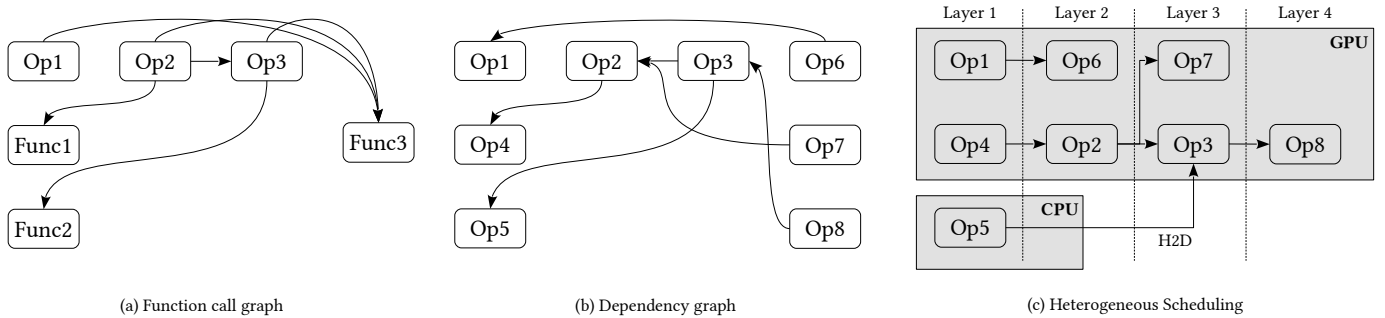 Op1
Op2
Op3
Func1
Func3
Func2
(a) Function call graph
Op1
Op2
Op3
Op6
Op4
Op7
Op5
Op8
(b) Dependency graph
Layer 1
Layer 2
Layer 3
Layer 4
GPU
Op1
Op6
Op7
Op4
Op2
Op3
Op8
CPU
Op5
H2D
(c) Heterogeneous Scheduling